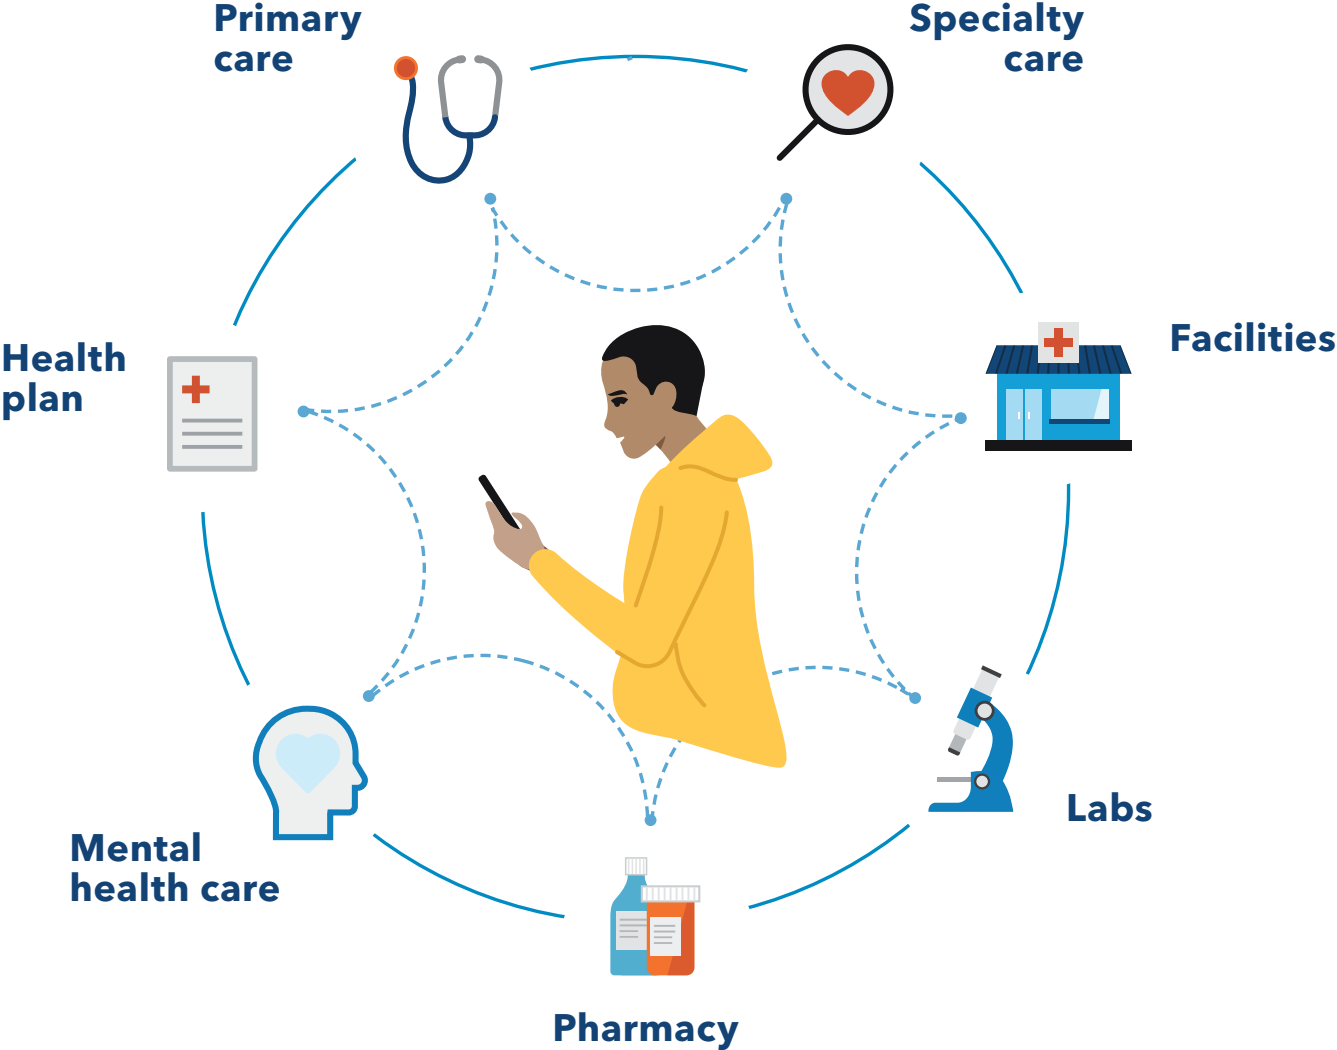 Primary
care
Specialty
care
Facilities
Health
plan
Labs
Mental
health care
Pharmacy